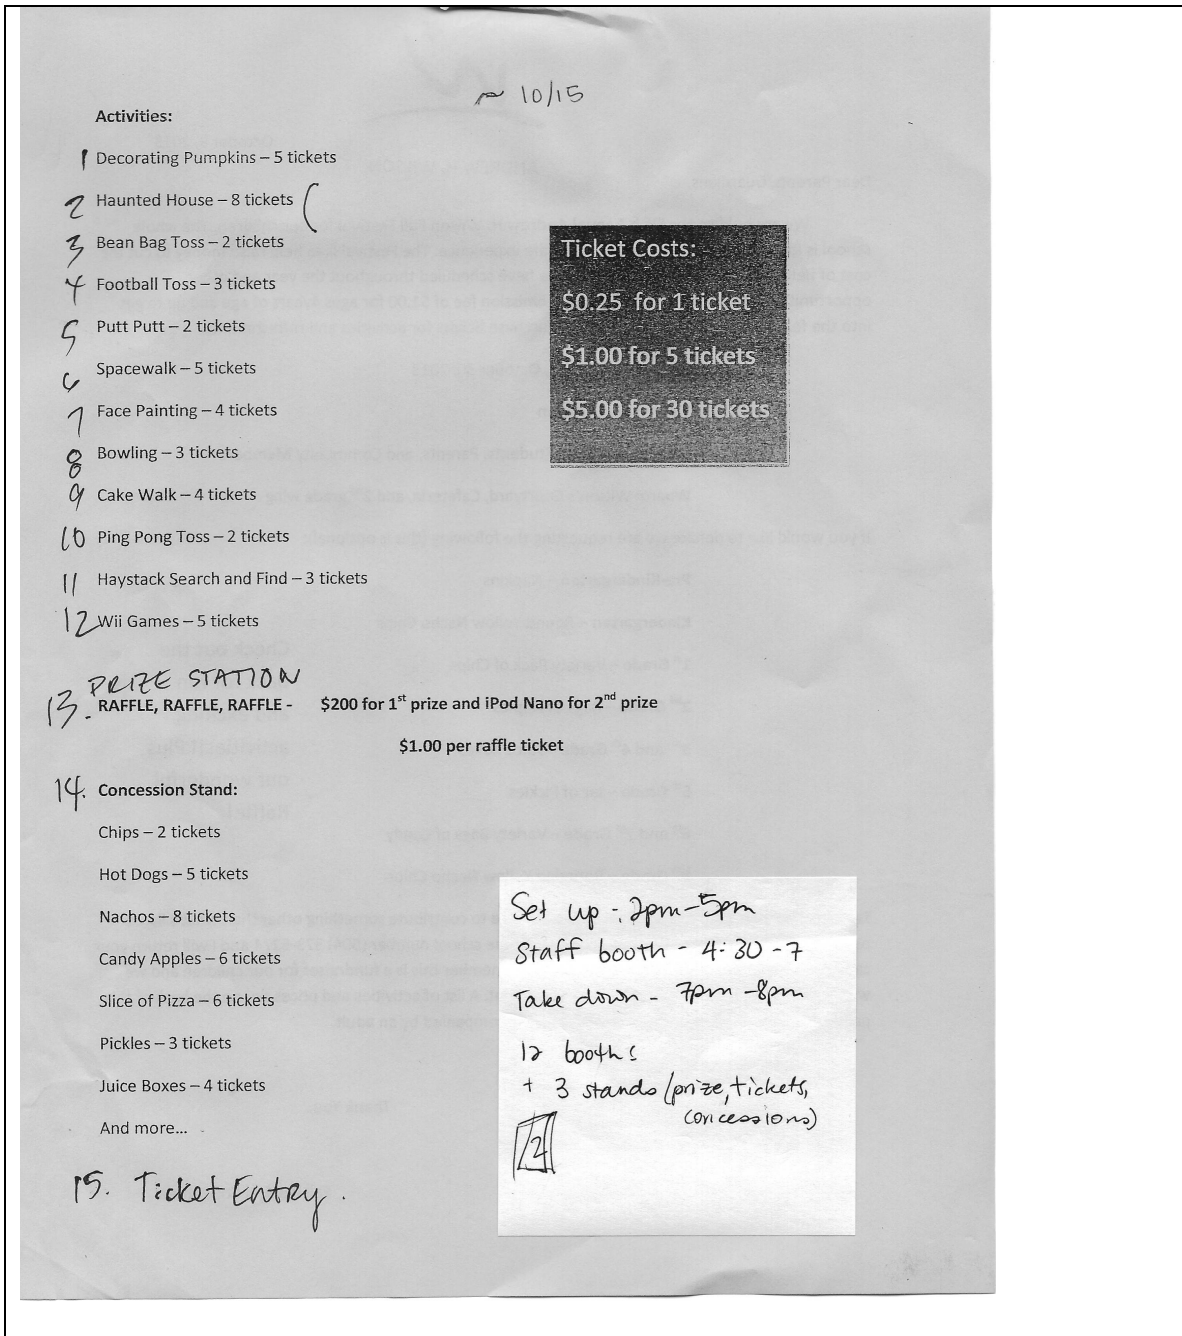 ~ 10/15
Activities:
1 Decorating Pumpkins – 5 tickets
2 Haunted House – 8 tickets (
3 Bean Bag Toss – 2 tickets
4 Football Toss – 3 tickets
5 Putt Putt – 2 tickets
6 Spacewalk – 5 tickets
7 Face Painting – 4 tickets
8 Bowling – 3 tickets
9 Cake Walk – 4 tickets
10 Ping Pong Toss – 2 tickets
11 Haystack Search and Find – 3 tickets
12 Wii Games – 5 tickets
Ticket Costs:
$0.25 for 1 ticket
$1.00 for 5 tickets
$5.00 for 30 tickets
PRIZE STATION
13. RAFFLE, RAFFLE, RAFFLE - $200 for 1st prize and iPod Nano for 2nd prize
$1.00 per raffle ticket
14. Concession Stand:
Chips – 2 tickets
Hot Dogs – 5 tickets
Nachos – 8 tickets
Candy Apples – 6 tickets
Slice of Pizza – 6 tickets
Pickles – 3 tickets
Juice Boxes – 4 tickets
And more...
15. Ticket Entry.
Set up - 2pm-5pm
Staff booth - 4:30-7
Take down - 7pm-8pm
12 booths
+ 3 stands (prize, tickets,
concessions)
12